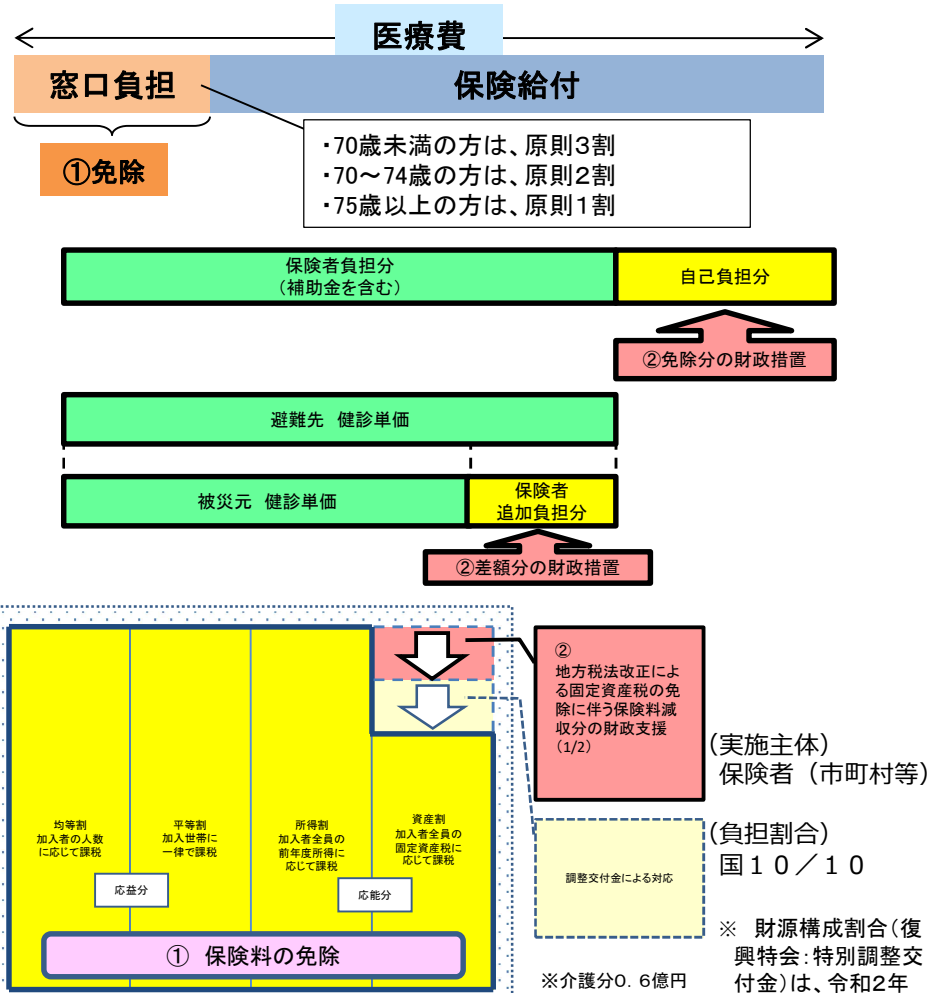 医療費
窓口負担
保険給付
①免除
・70歳未満の方は、原則3割
・70～74歳の方は、原則2割
・75歳以上の方は、原則1割
保険者負担分
（補助金を含む）
自己負担分
②免除分の財政措置
避難先 健診単価
被災元 健診単価
保険者
追加負担分
②差額分の財政措置
②
地方税法改正によ
る固定資産税の免
除に伴う保険料減
収分の財政支援
(1/2)
（実施主体）
保険者（市町村等）
均等割
加入者の人数
に応じて課税
平等割
加入世帯に
一律で課税
所得割
加入者全員の
前年度所得に
応じて課税
資産割
加入者全員の
固定資産税に
応じて課税
応益分
応能分
① 保険料の免除
調整交付金による対応
（負担割合）
国１０／１０
※介護分0．6億円
※ 財源構成割合（復
興特会：特別調整交
付金）は、令和2年